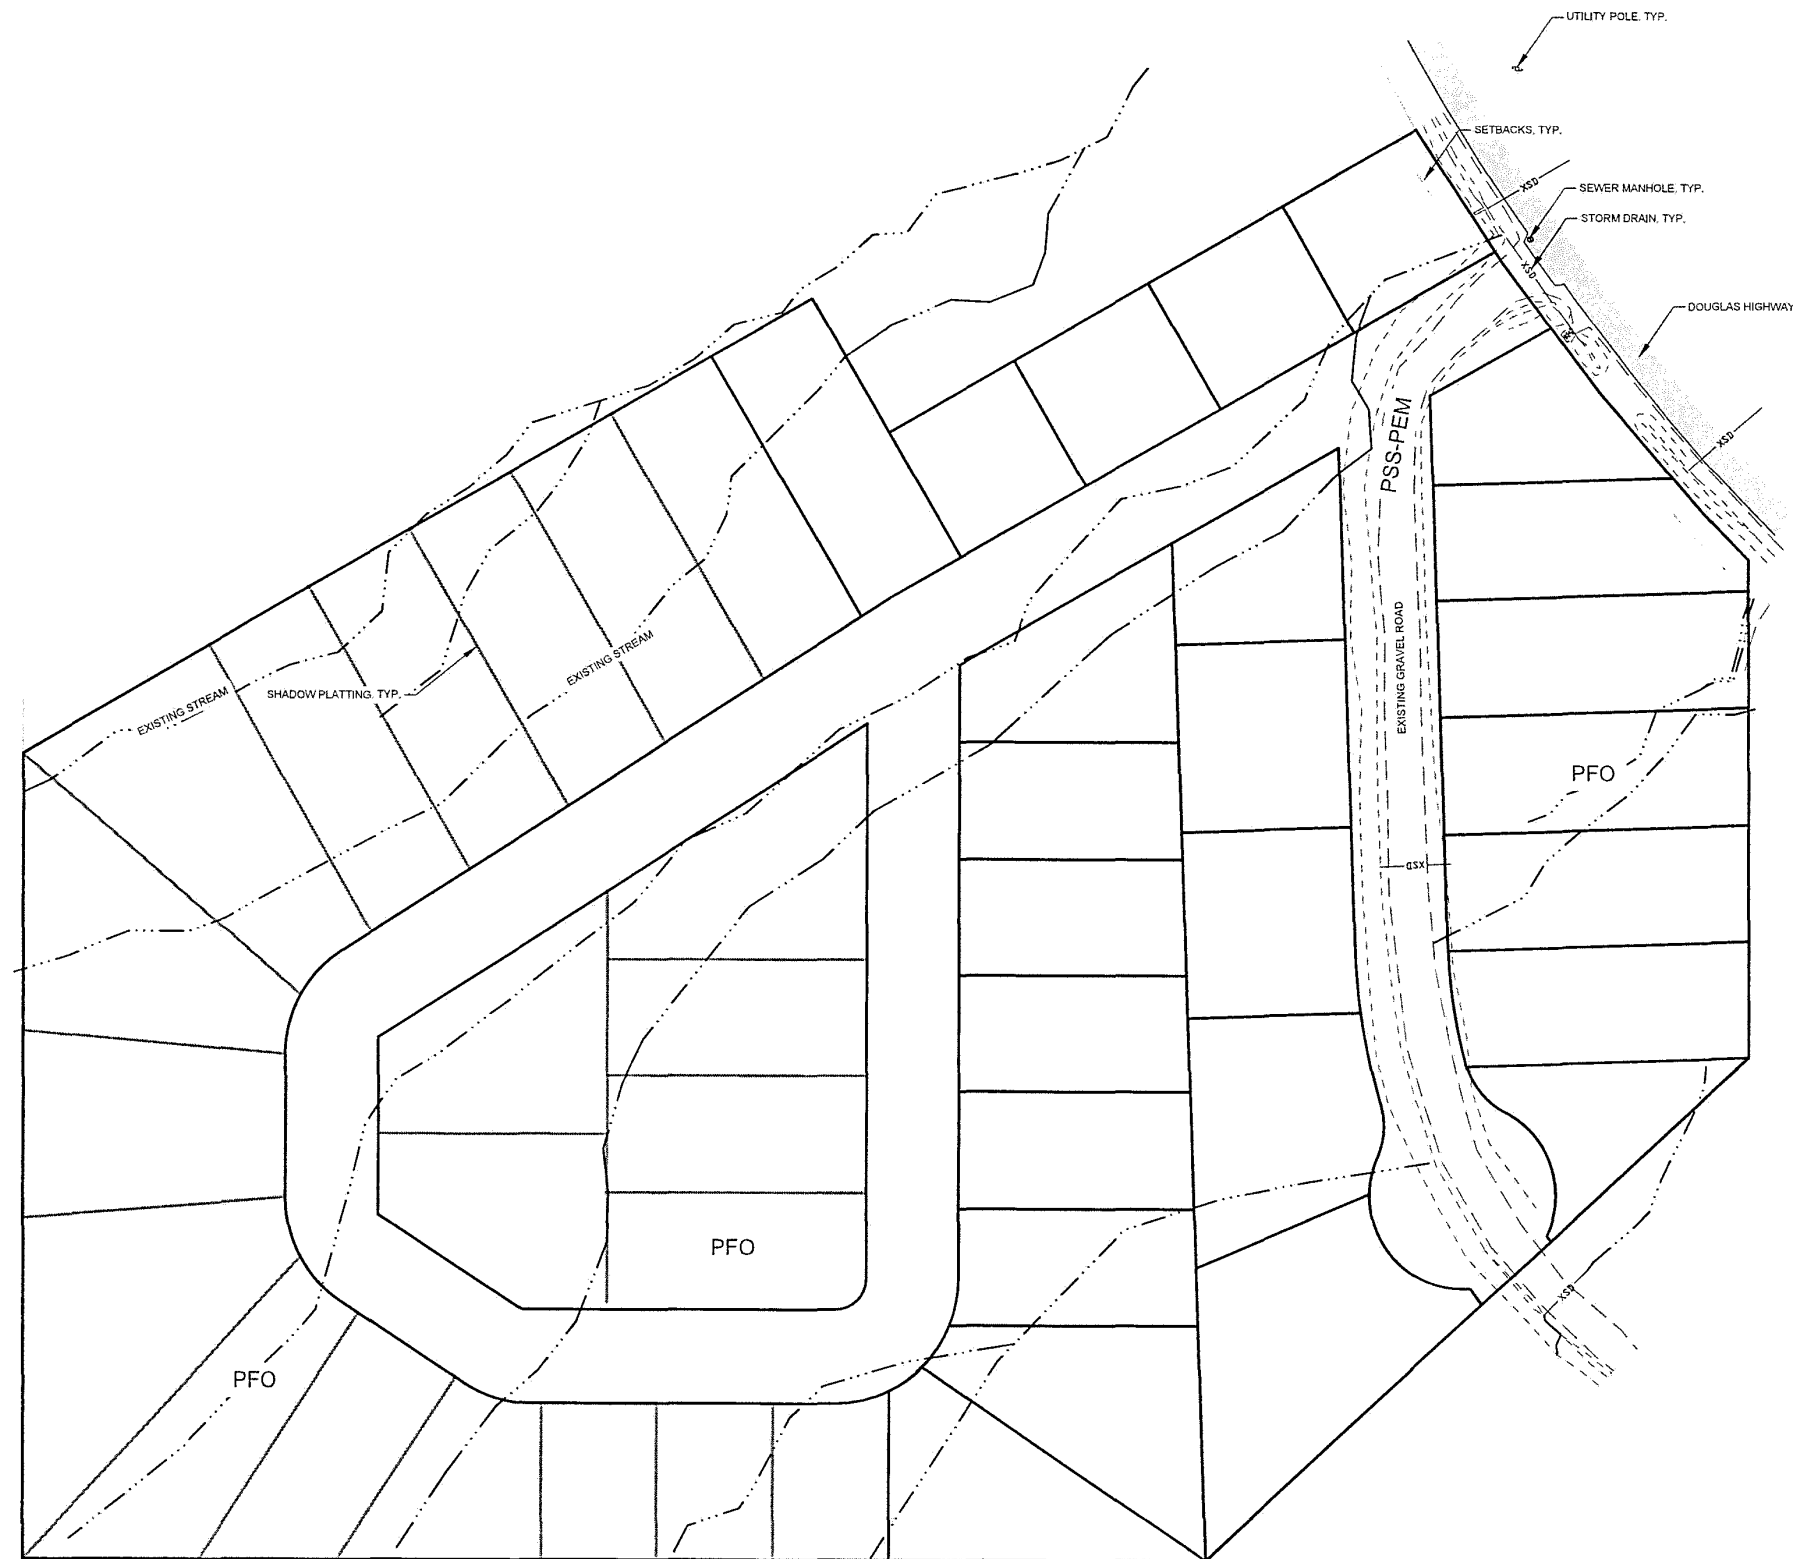 UTILITY POLE, TYP.
SETBACKS, TYP.
XSD
SEWER MANHOLE, TYP.
STORM DRAIN, TYP.
XSD
DOUGLAS HIGHWAY
XSD
PSS-PEM
EXISTING GRAVEL ROAD
EXISTING STREAM
EXISTING STREAM
SHADOW PLATTING, TYP.
PFO
XSD
PFO
XSD
PFO